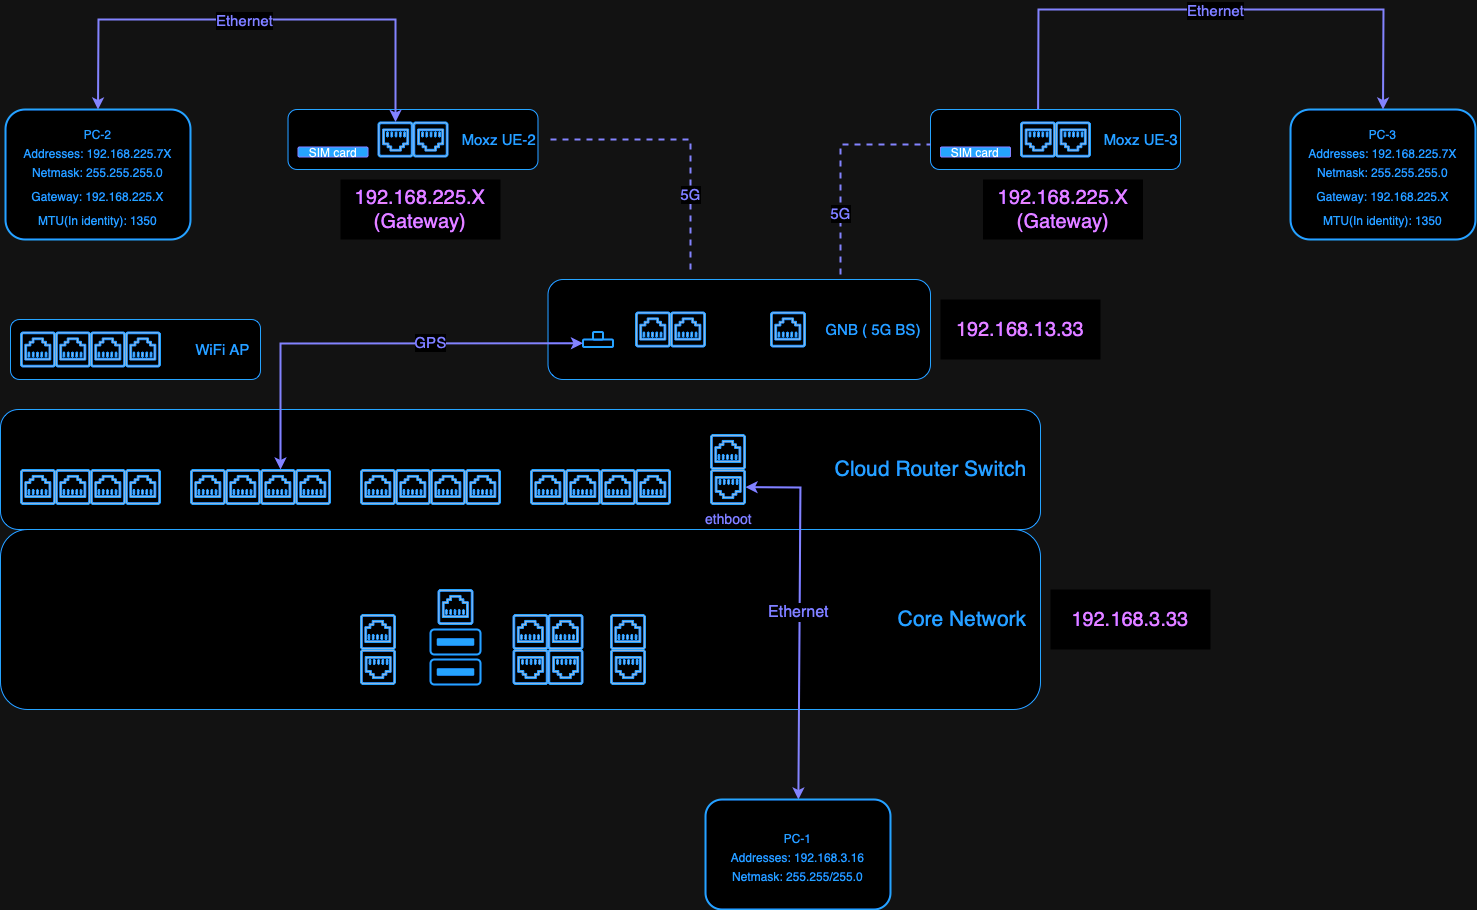 Ethernet
Ethernet
PC-2
Addresses: 192.168.225.7X
Netmask: 255.255.255.0
Gateway: 192.168.225.X
MTU(In identity): 1350
SIM card
Moxz UE-2
192.168.225.X
(Gateway)
5G
SIM card
Moxz UE-3
192.168.225.X
(Gateway)
5G
PC-3
Addresses: 192.168.225.7X
Netmask: 255.255.255.0
Gateway: 192.168.225.X
MTU(In identity): 1350
WiFi AP
GPS
GNB ( 5G BS)
192.168.13.33
Cloud Router Switch
ethboot
Ethernet
Core Network
192.168.3.33
PC-1
Addresses: 192.168.3.16
Netmask: 255.255/255.0